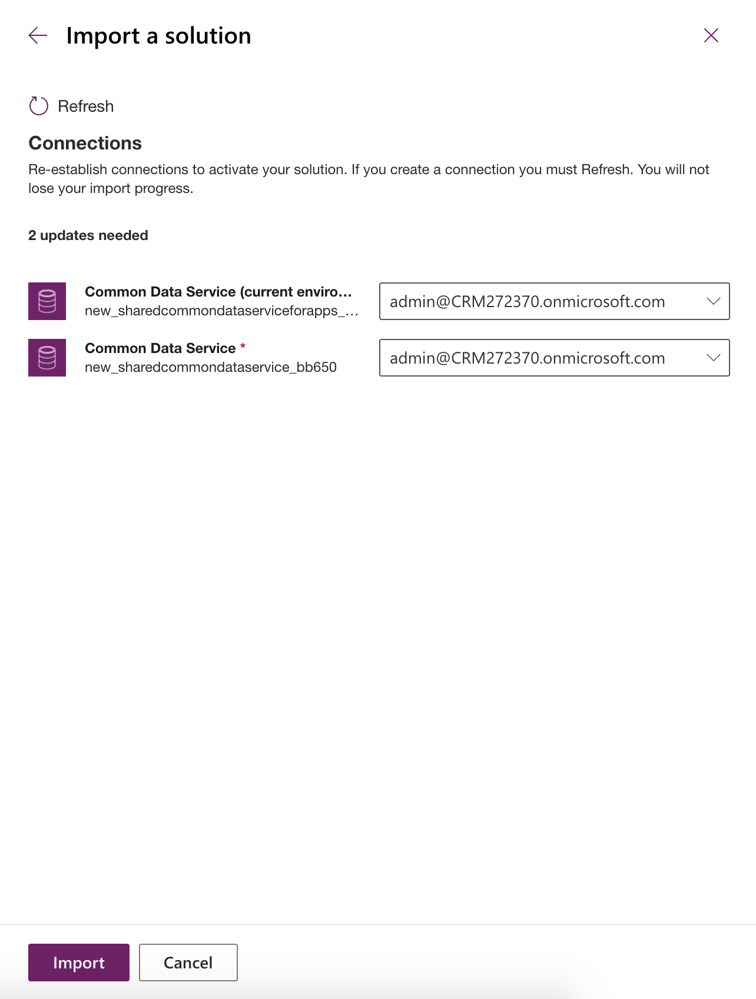 Import a solution
Refresh
Connections
Re-establish connections to activate your solution. If you create a connection you must Refresh. You will not
lose your import progress.
2 updates needed
Common Data Service (current enviro...
new_sharedcommondataserviceforapps_...
admin@CRM272370.onmicrosoft.com
Common Data Service *
new_sharedcommondataservice_bb650
admin@CRM272370.onmicrosoft.com
Import
Cancel